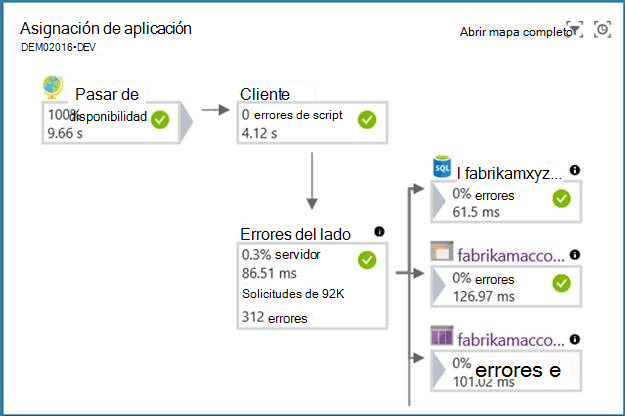 Asignación de aplicación
DEM02016•DEV
Abrir mapa completo
Pasar de
100% disponibilidad
9.66 s
Cliente
0 errores de script
4.12 s
Errores del lado
0.3% servidor
86.51 ms
Solicitudes de 92K
312 errores
SQL
I fabrikamxyz...
0% errores
61.5 ms
fabrikamacco...
0% errores
126.97 ms
fabrikamacco...
0% errores e
101.02 ms